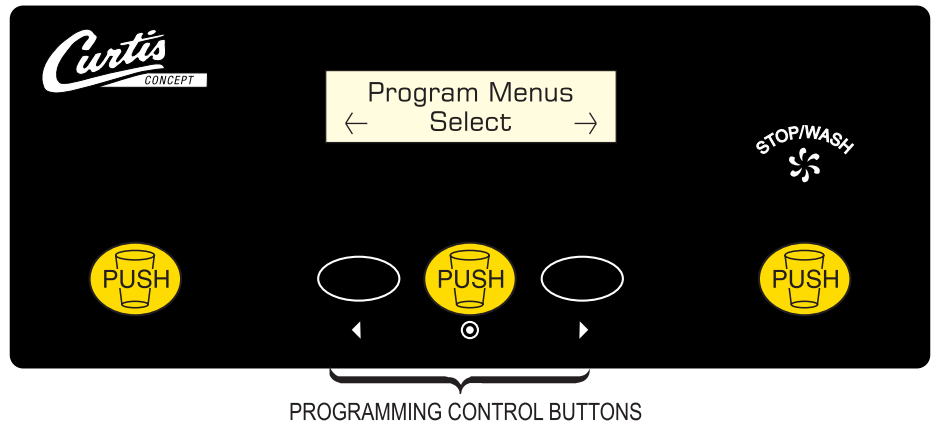 Curtis
CONCEPT
Program Menus
← Select →
STOP/WASH
PUSH
PUSH
PUSH
PROGRAMMING CONTROL BUTTONS